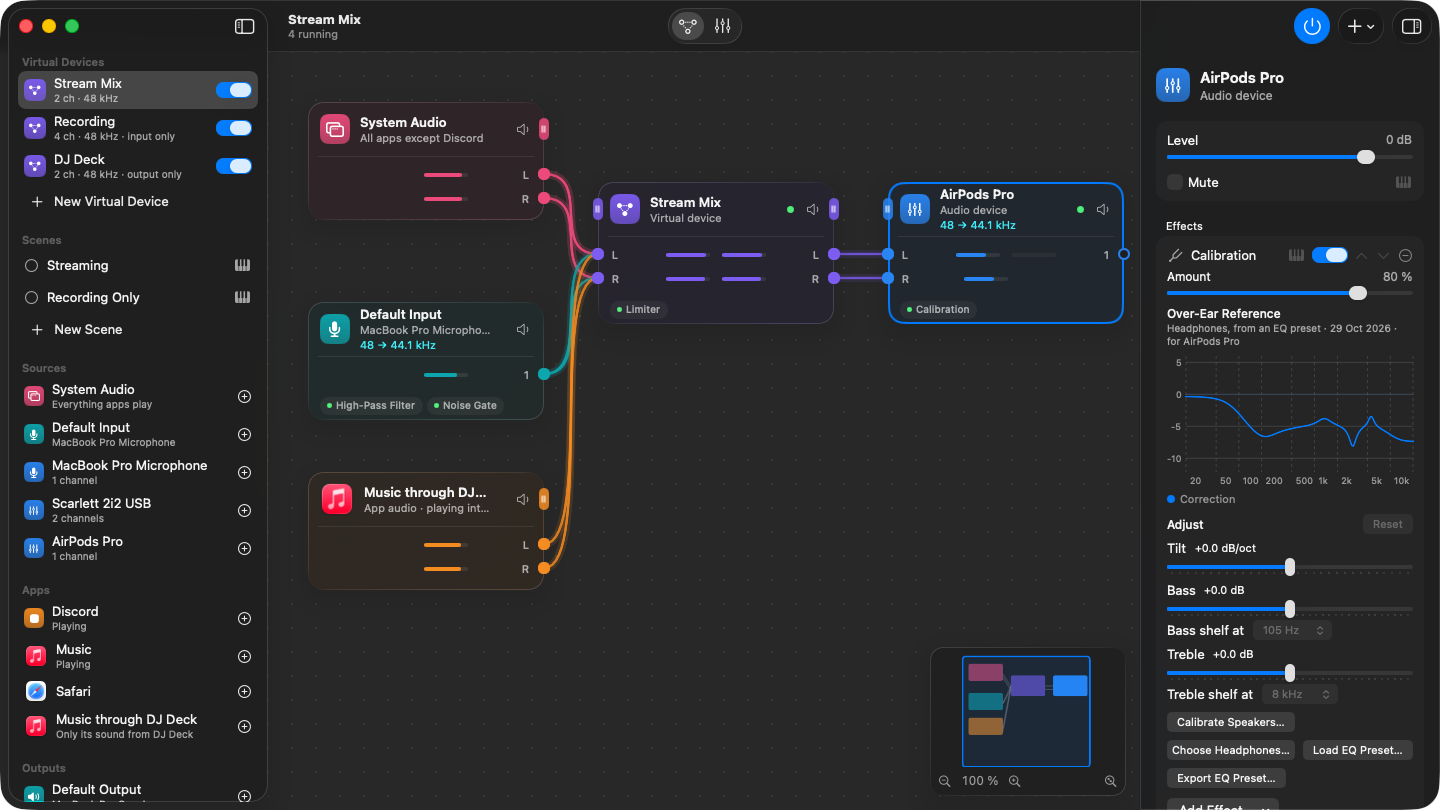 Virtual Devices
Stream Mix
2 ch · 48 kHz
Recording
4 ch · 48 kHz · input only
DJ Deck
2 ch · 48 kHz · output only
New Virtual Device
Scenes
Streaming
Recording Only
New Scene
Sources
System Audio
Everything apps play
Default Input
MacBook Pro Microphone
MacBook Pro Microphone
1 channel
Scarlett 2i2 USB
2 channels
AirPods Pro
1 channel
Apps
Discord
Playing
Music
Playing
Safari
Music through DJ Deck
Only its sound from DJ Deck
Outputs
Default Output
Stream Mix
4 running
System Audio
All apps except Discord
L
R
Default Input
MacBook Pro Micropho...
48 → 44.1 kHz
1
High-Pass Filter
Noise Gate
Music through DJ...
App audio · playing int...
L
R
Stream Mix
Virtual device
L L
R R
Limiter
AirPods Pro
Audio device
48 → 44.1 kHz
L 1
R
Calibration
100 %
AirPods Pro
Audio device
Level 0 dB
Mute
Effects
Calibration
Amount 80 %
Over-Ear Reference
Headphones, from an EQ preset · 29 Oct 2026 ·
for AirPods Pro
5
0
-5
-10
20 50 100 200 500 1k 2k 5k 10k
Correction
Adjust Reset
Tilt +0.0 dB/oct
Bass +0.0 dB
Bass shelf at 105 Hz
Treble +0.0 dB
Treble shelf at 8 kHz
Calibrate Speakers...
Choose Headphones... Load EQ Preset...
Export EQ Preset...
Add Effect